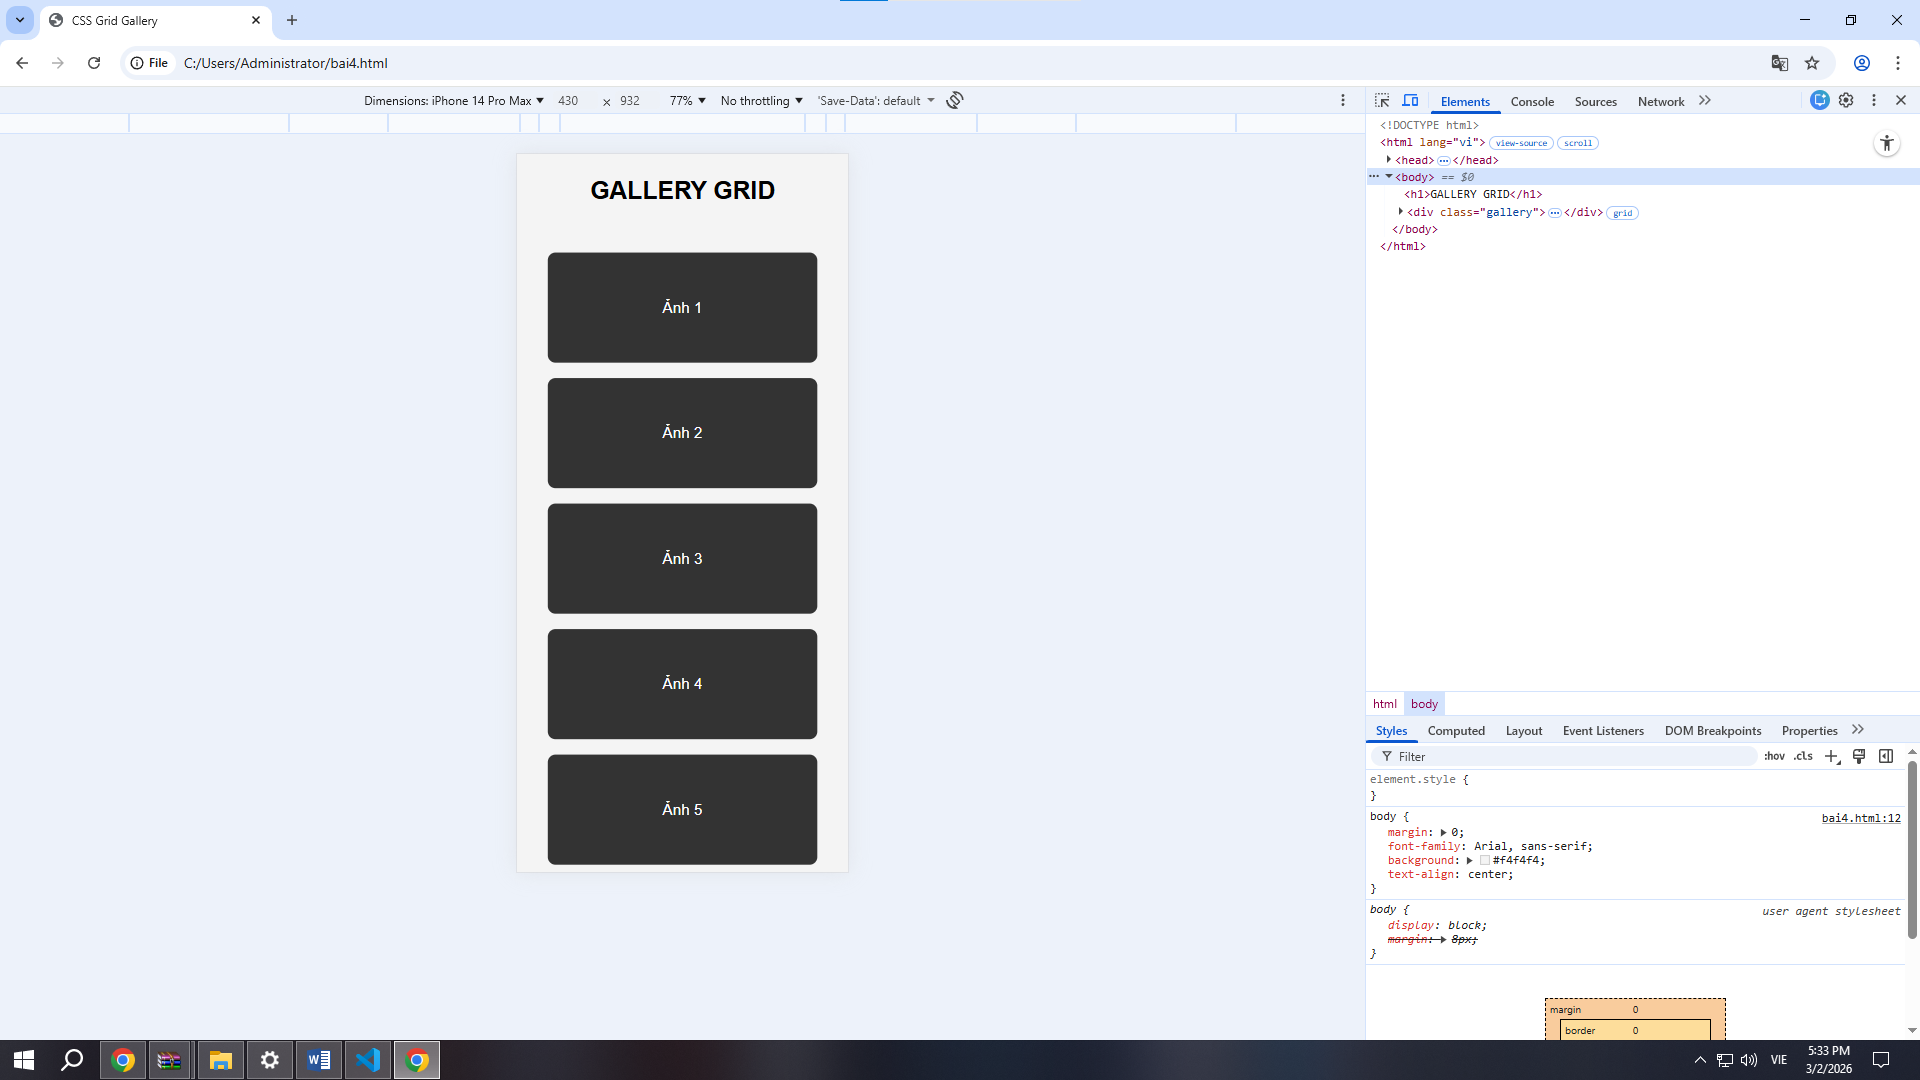 CSS Grid Gallery
File
C:/Users/Administrator/bai4.html
Dimensions: iPhone 14 Pro Max 430 × 932 77% No throttling 'Save-Data': default
Elements Console Sources Network
GALLERY GRID
Ảnh 1
Ảnh 2
Ảnh 3
Ảnh 4
Ảnh 5
<!DOCTYPE html>
<html lang="vi"> view-source scroll
<head> ••• </head>
••• <body> == $0
<h1>GALLERY GRID</h1>
<div class="gallery"> ••• </div> grid
</body>
</html>
html body
Styles Computed Layout Event Listeners DOM Breakpoints Properties
Filter :hov .cls
element.style {
}
body { bai4.html:12
margin: 0;
font-family: Arial, sans-serif;
background: #f4f4f4;
text-align: center;
}
body { user agent stylesheet
display: block;
margin: 8px;
}
margin 0
border 0
VIE
5:33 PM
3/2/2026